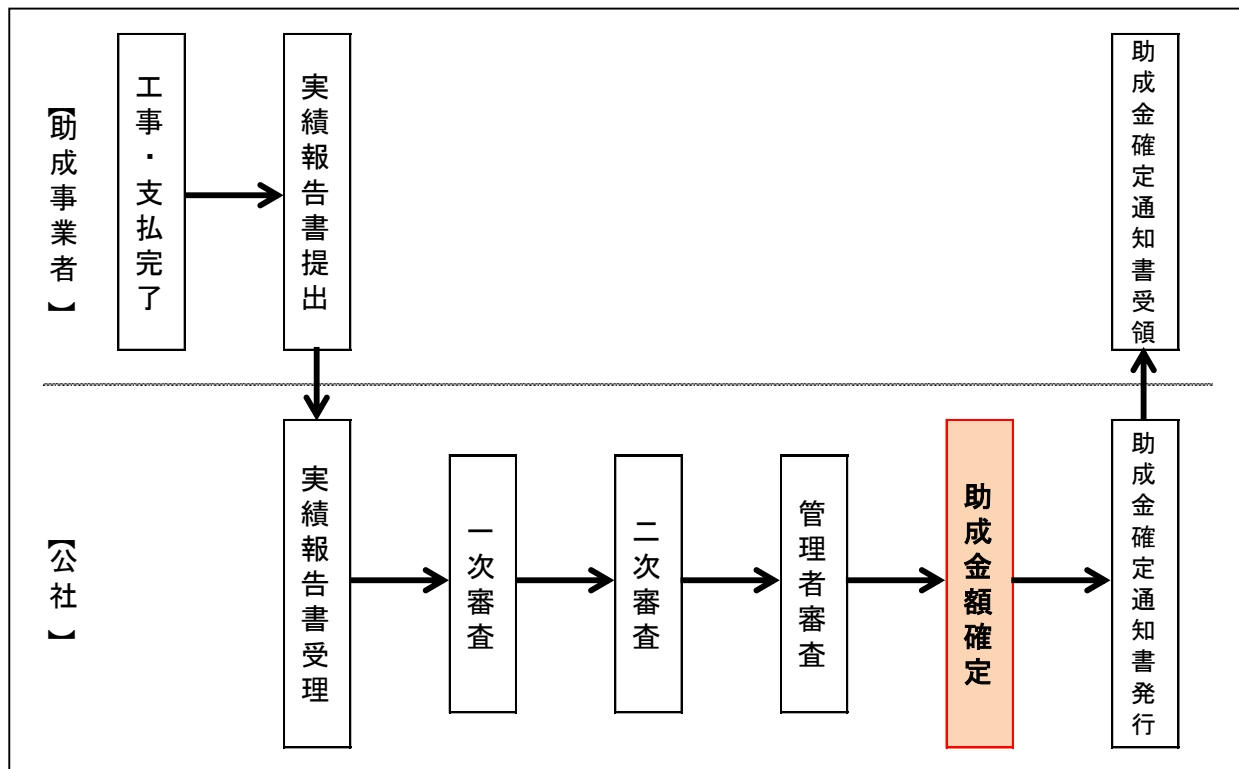 【助成事業者】
工事・支払完了
実績報告書提出
助成金確定通知書受領
【公社】
実績報告書受理
一次審査
二次審査
管理者審査
助成金額確定
助成金確定通知書発行